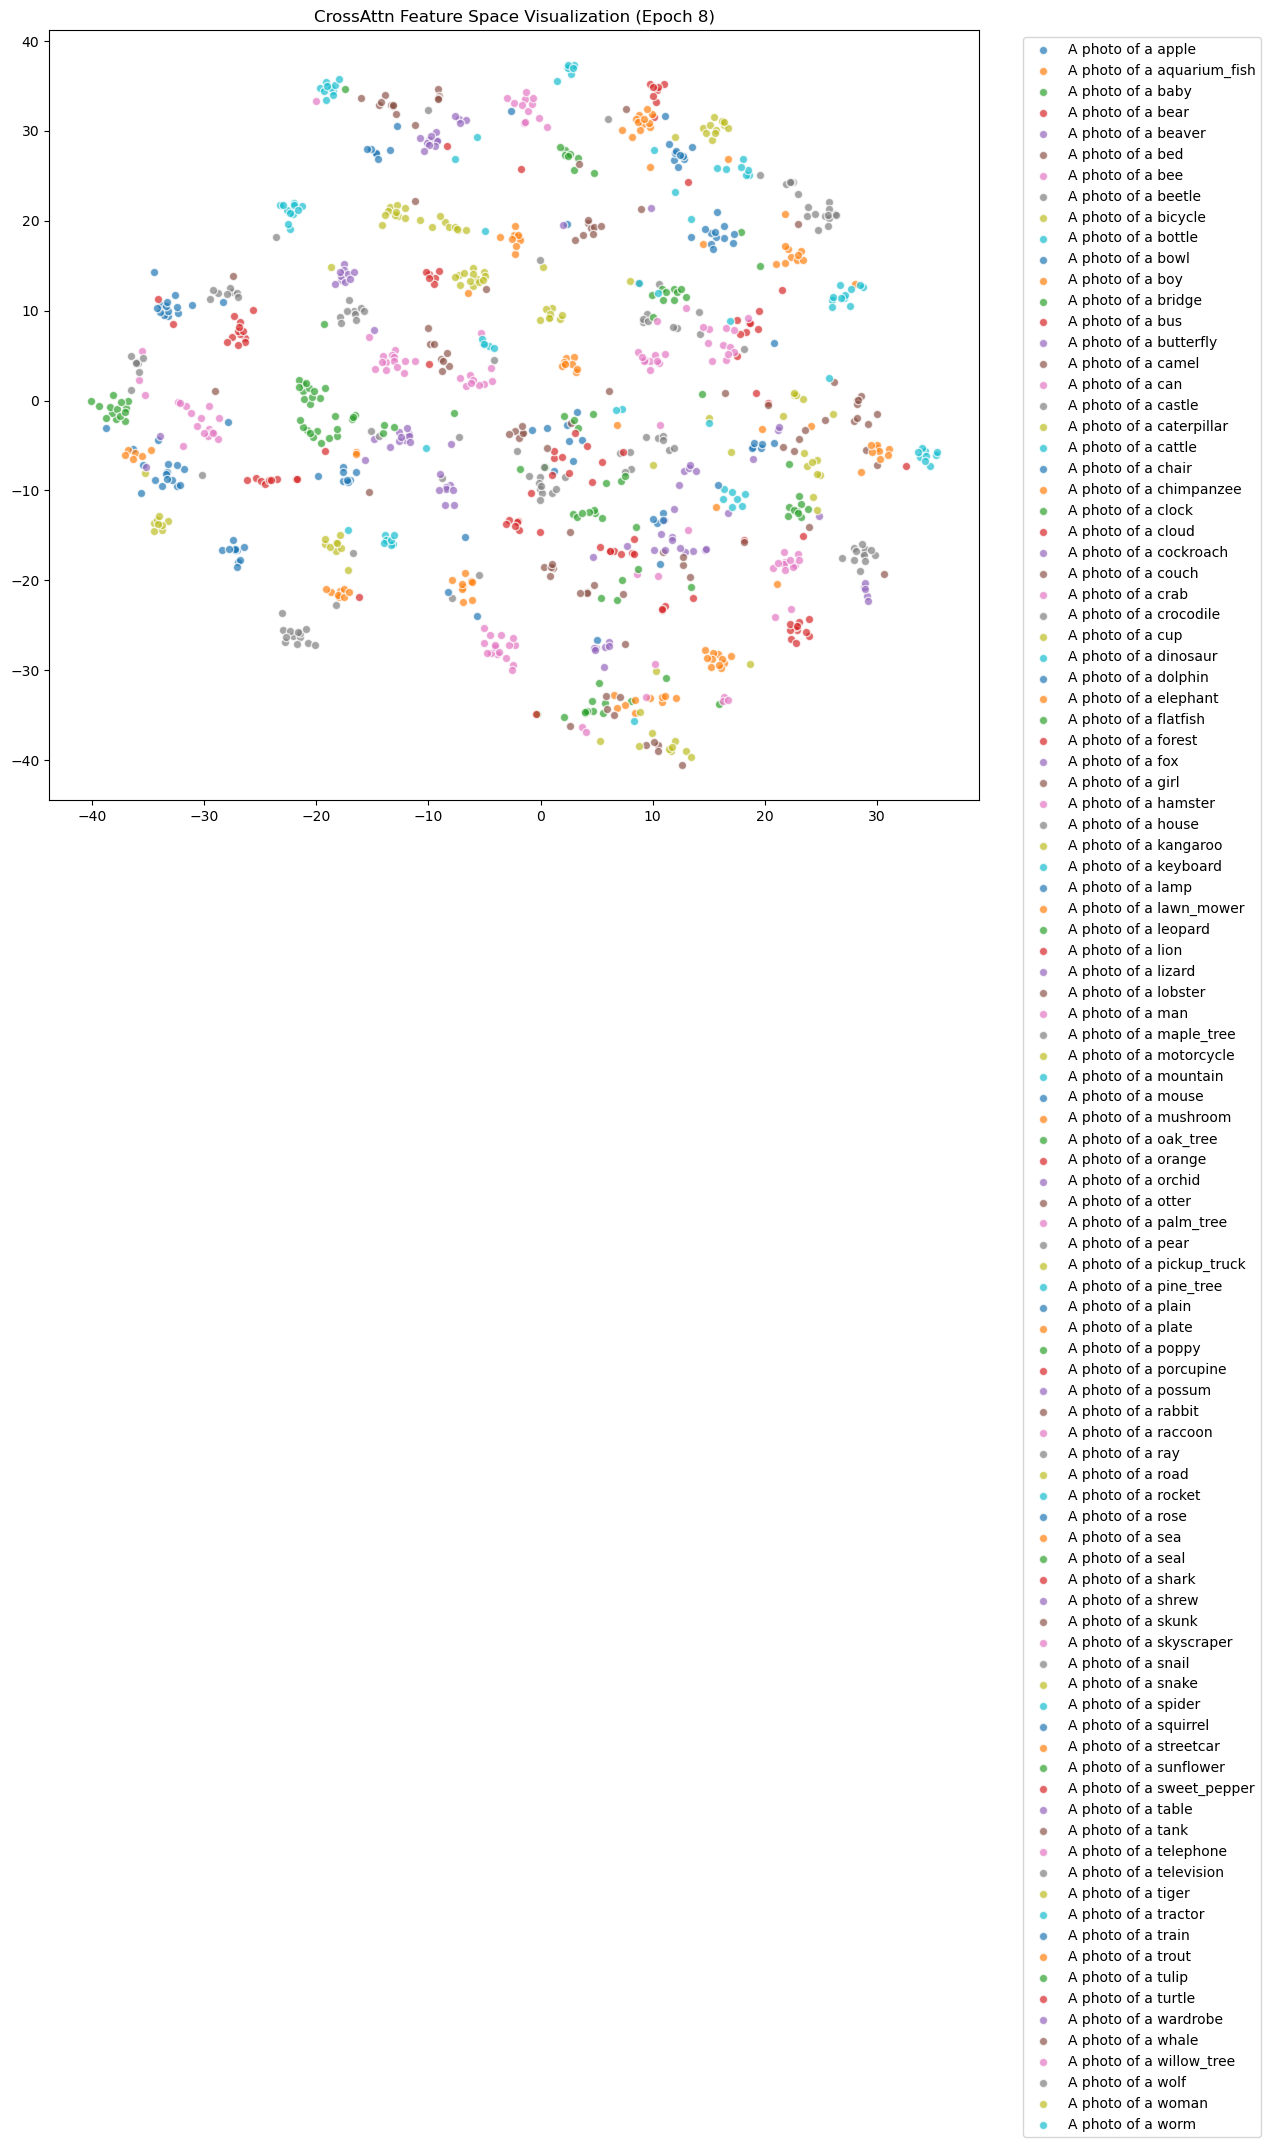 CrossAttn Feature Space Visualization (Epoch 8)
40
30
20
10
0
−10
−20
−30
−40
−40
−30
−20
−10
0
10
20
30
A photo of a apple
A photo of a aquarium_fish
A photo of a baby
A photo of a bear
A photo of a beaver
A photo of a bed
A photo of a bee
A photo of a beetle
A photo of a bicycle
A photo of a bottle
A photo of a bowl
A photo of a boy
A photo of a bridge
A photo of a bus
A photo of a butterfly
A photo of a camel
A photo of a can
A photo of a castle
A photo of a caterpillar
A photo of a cattle
A photo of a chair
A photo of a chimpanzee
A photo of a clock
A photo of a cloud
A photo of a cockroach
A photo of a couch
A photo of a crab
A photo of a crocodile
A photo of a cup
A photo of a dinosaur
A photo of a dolphin
A photo of a elephant
A photo of a flatfish
A photo of a forest
A photo of a fox
A photo of a girl
A photo of a hamster
A photo of a house
A photo of a kangaroo
A photo of a keyboard
A photo of a lamp
A photo of a lawn_mower
A photo of a leopard
A photo of a lion
A photo of a lizard
A photo of a lobster
A photo of a man
A photo of a maple_tree
A photo of a motorcycle
A photo of a mountain
A photo of a mouse
A photo of a mushroom
A photo of a oak_tree
A photo of a orange
A photo of a orchid
A photo of a otter
A photo of a palm_tree
A photo of a pear
A photo of a pickup_truck
A photo of a pine_tree
A photo of a plain
A photo of a plate
A photo of a poppy
A photo of a porcupine
A photo of a possum
A photo of a rabbit
A photo of a raccoon
A photo of a ray
A photo of a road
A photo of a rocket
A photo of a rose
A photo of a sea
A photo of a seal
A photo of a shark
A photo of a shrew
A photo of a skunk
A photo of a skyscraper
A photo of a snail
A photo of a snake
A photo of a spider
A photo of a squirrel
A photo of a streetcar
A photo of a sunflower
A photo of a sweet_pepper
A photo of a table
A photo of a tank
A photo of a telephone
A photo of a television
A photo of a tiger
A photo of a tractor
A photo of a train
A photo of a trout
A photo of a tulip
A photo of a turtle
A photo of a wardrobe
A photo of a whale
A photo of a willow_tree
A photo of a wolf
A photo of a woman
A photo of a worm